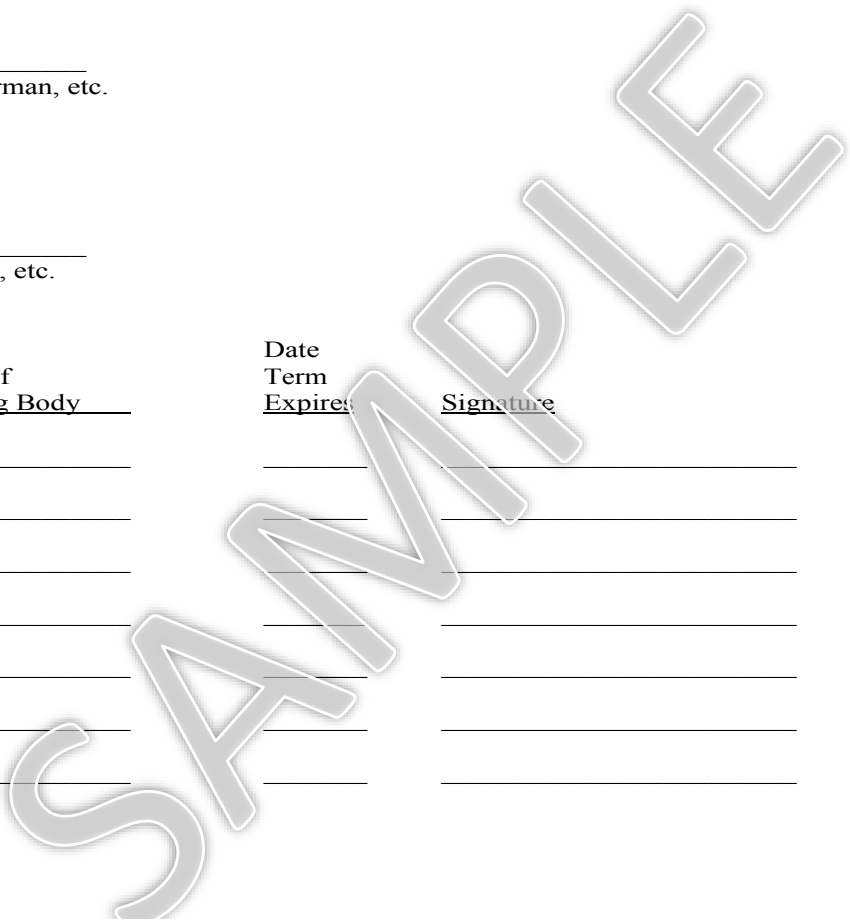 rman, etc.
, etc.
Date
f Term
g Body Expires Signature
SAMPLE